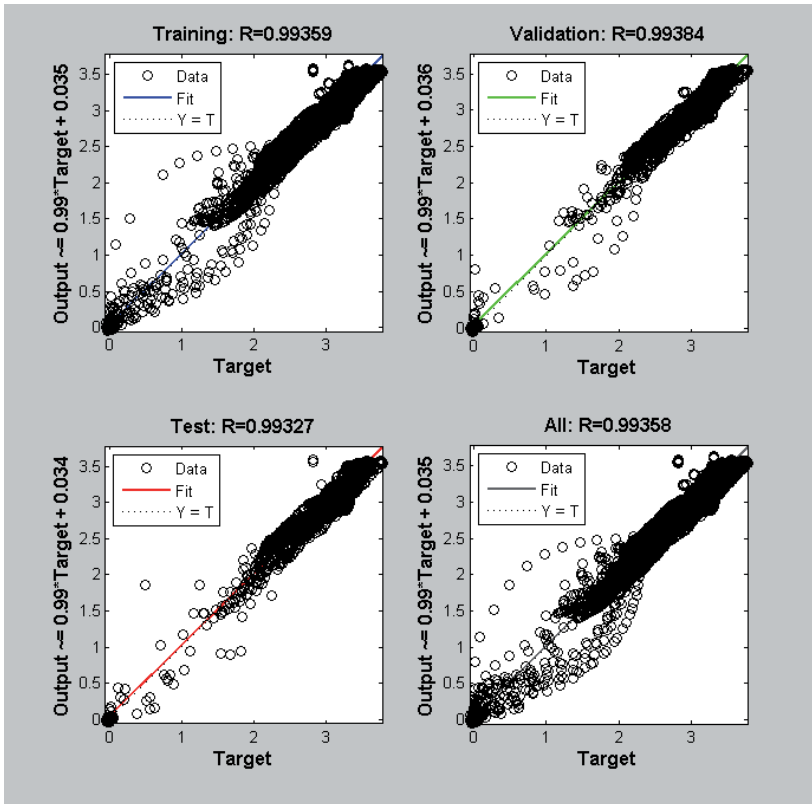 Training: R=0.99359
Output ~= 0.99*Target + 0.035
3.5
3
2.5
2
1.5
1
0.5
0
Data
Fit
Y = T
0 1 2 3
Target
Validation: R=0.99384
Output ~= 0.99*Target + 0.036
3.5
3
2.5
2
1.5
1
0.5
0
Data
Fit
Y = T
0 1 2 3
Target
Test: R=0.99327
Output ~= 0.99*Target + 0.034
3.5
3
2.5
2
1.5
1
0.5
0
Data
Fit
Y = T
0 1 2 3
Target
All: R=0.99358
Output ~= 0.99*Target + 0.035
3.5
3
2.5
2
1.5
1
0.5
0
Data
Fit
Y = T
0 1 2 3
Target